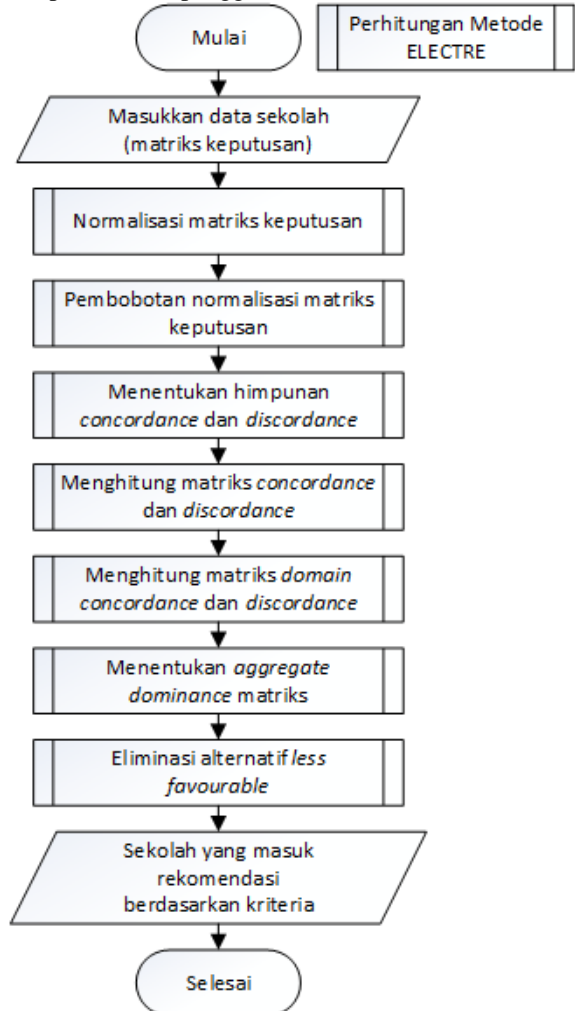 Mulai
Perhitungan Metode
ELECTRE
Masukkan data sekolah
(matriks keputusan)
Normalisasi matriks keputusan
Pembobotan normalisasi matriks
keputusan
Menentukan himpunan
concordance dan discordance
Menghitung matriks concordance
dan discordance
Menghitung matriks domain
concordance dan discordance
Menentukan aggregate
dominance matriks
Eliminasi alternatif less
favourable
Sekolah yang masuk
rekomendasi
berdasarkan kriteria
Selesai